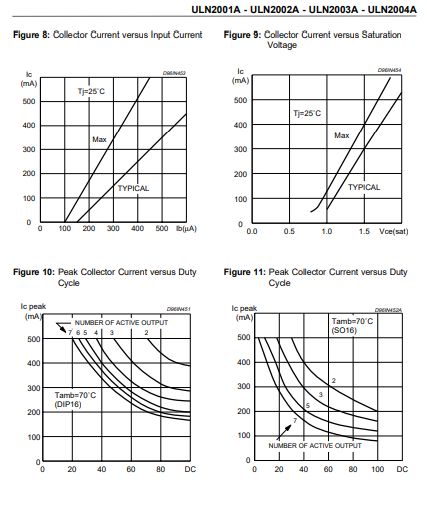 ULN2001A - ULN2002A - ULN2003A - ULN2004A
Figure 8: Collector Current versus Input Current
Ic
(mA)
D96IN453
Tj=25°C
500
400
Max
300
200
TYPICAL
100
0
0 100 200 300 400 500 Ib(µA)
Figure 9: Collector Current versus Saturation
Voltage
Ic
(mA)
D96IN454
500
Tj=25°C
400
Max
300
200
TYPICAL
100
0
0.0 0.5 1.0 1.5 Vce(sat)
Figure 10: Peak Collector Current versus Duty
Cycle
Ic peak
(mA)
D96IN451
NUMBER OF ACTIVE OUTPUT
7 6 5 4 3 2
500
400
300
Tamb=70°C
(DIP16)
200
100
0
0 20 40 60 80 DC
Figure 11: Peak Collector Current versus Duty
Cycle
Ic peak
(mA)
D96IN452A
Tamb=70°C
(SO16)
500
400
300
2
3
200
5
7
100
NUMBER OF ACTIVE OUTPUT
0
0 20 40 60 80 100 DC